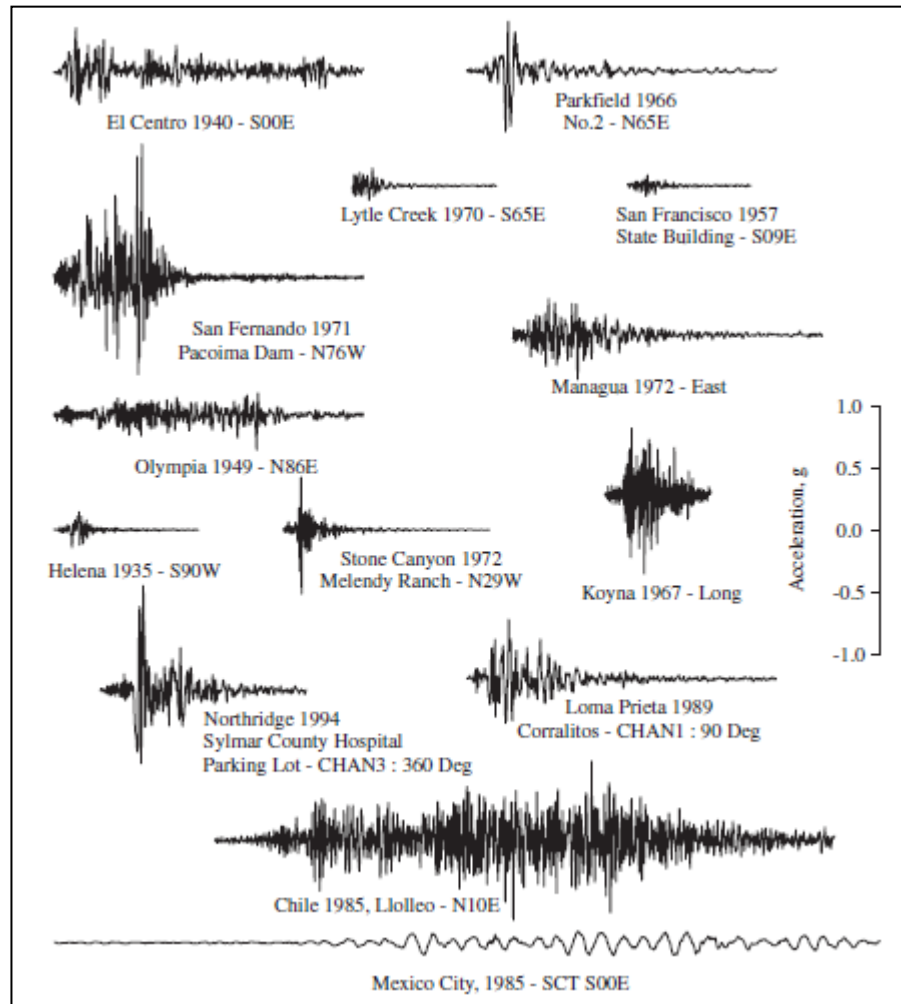 El Centro 1940 - S00E
Parkfield 1966
No.2 - N65E
Lytle Creek 1970 - S65E
San Francisco 1957
State Building - S09E
San Fernando 1971
Pacoima Dam - N76W
Managua 1972 - East
Olympia 1949 - N86E
Helena 1935 - S90W
Stone Canyon 1972
Melendy Ranch - N29W
Koyna 1967 - Long
Acceleration, g
1.0
0.5
0.0
-0.5
-1.0
Northridge 1994
Sylmar County Hospital
Parking Lot - CHAN3 : 360 Deg
Loma Prieta 1989
Corralitos - CHAN1 : 90 Deg
Chile 1985, Llolleo - N10E
Mexico City, 1985 - SCT S00E